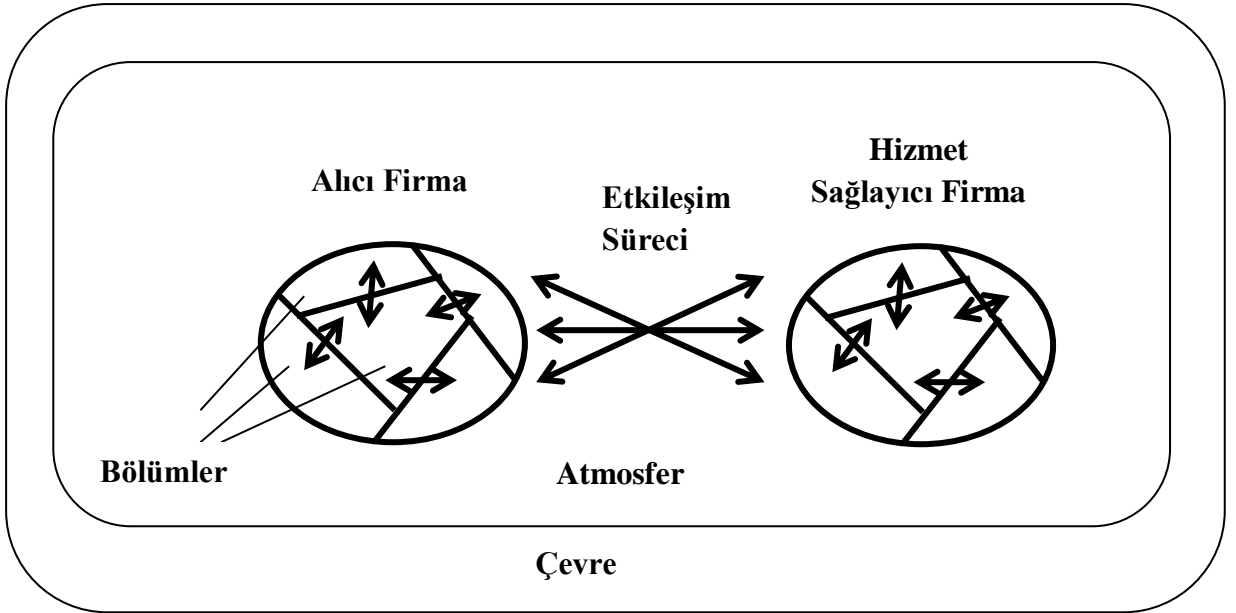 Hizmet
Sağlayıcı Firma
Alıcı Firma
Etkileşim
Süreci
Bölümler
Atmosfer
Çevre